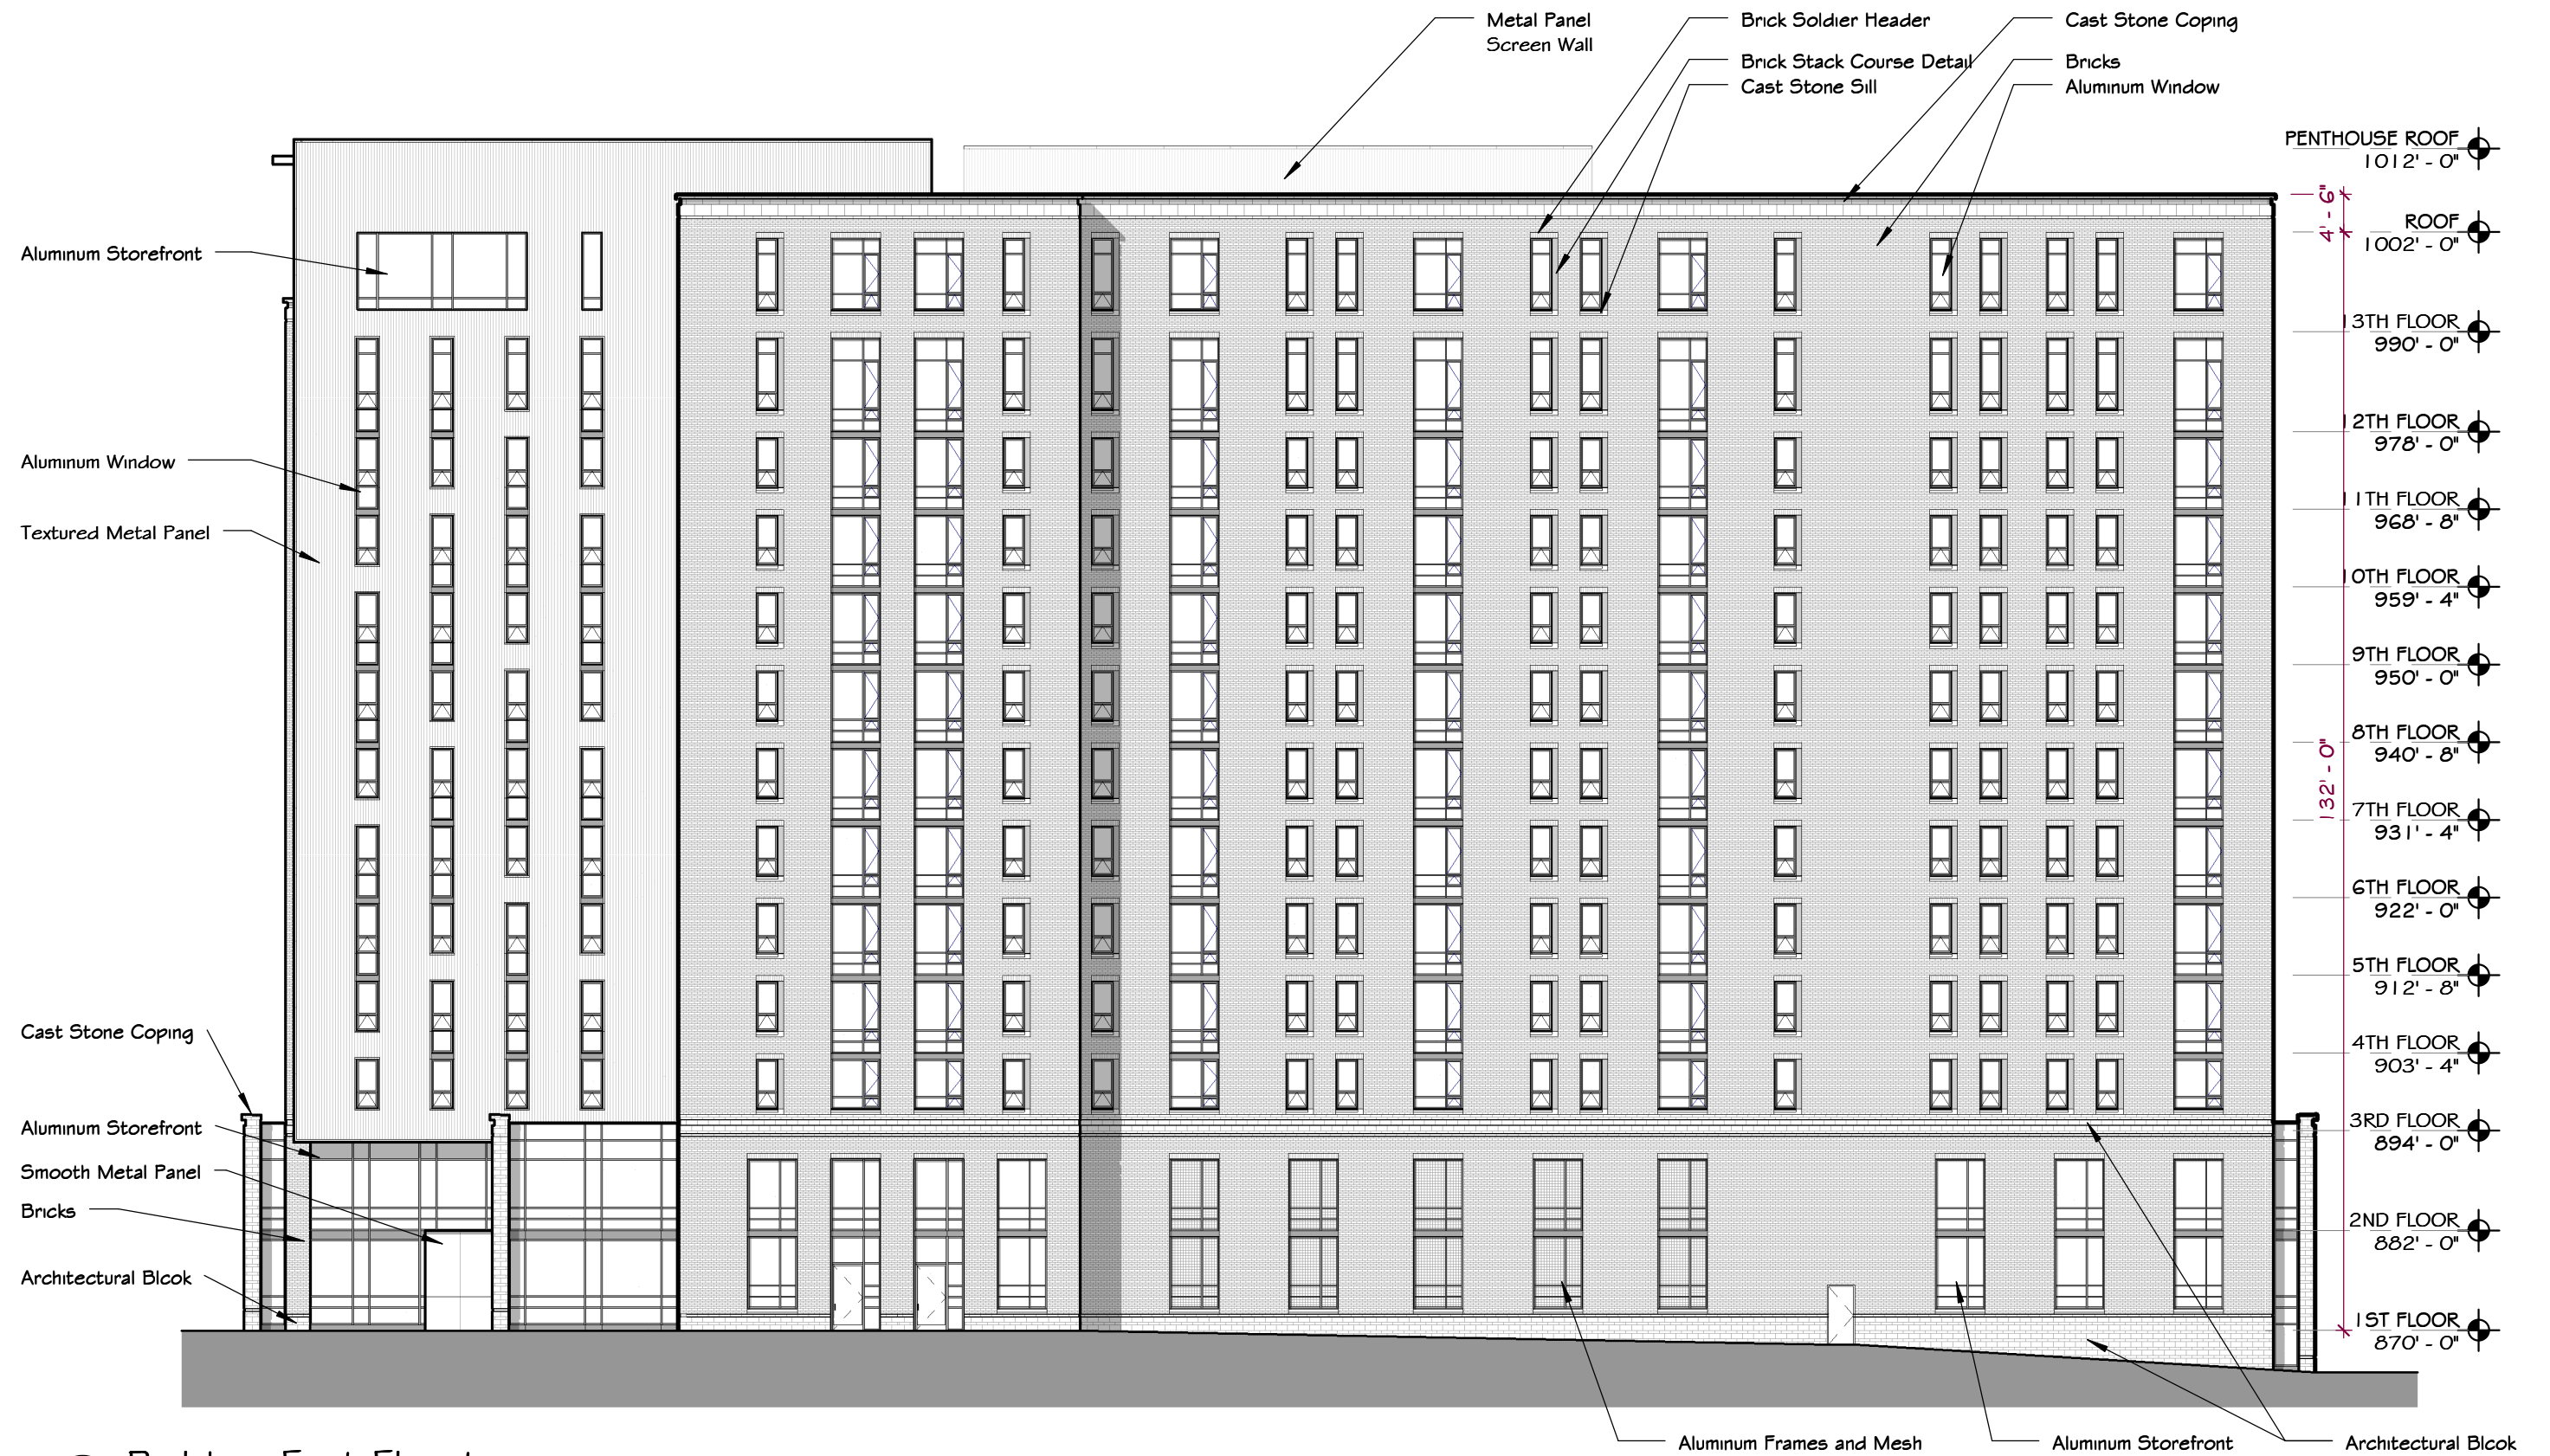 Metal Panel
Screen Wall
Brick Soldier Header
Brick Stack Course Detail
Cast Stone Sill
Cast Stone Coping
Bricks
Aluminum Window
Aluminum Storefront
Aluminum Window
Textured Metal Panel
Cast Stone Coping
Aluminum Storefront
Smooth Metal Panel
Bricks
Architectural Blcok
PENTHOUSE ROOF
1012' - 0"
4' - 6"
ROOF
1002' - 0"
13TH FLOOR
990' - 0"
12TH FLOOR
978' - 0"
11TH FLOOR
968' - 8"
10TH FLOOR
959' - 4"
9TH FLOOR
950' - 0"
8TH FLOOR
940' - 8"
132' - 0"
7TH FLOOR
931' - 4"
6TH FLOOR
922' - 0"
5TH FLOOR
912' - 8"
4TH FLOOR
903' - 4"
3RD FLOOR
894' - 0"
2ND FLOOR
882' - 0"
1ST FLOOR
870' - 0"
Aluminum Frames and Mesh
Aluminum Storefront
Architectural Blcok